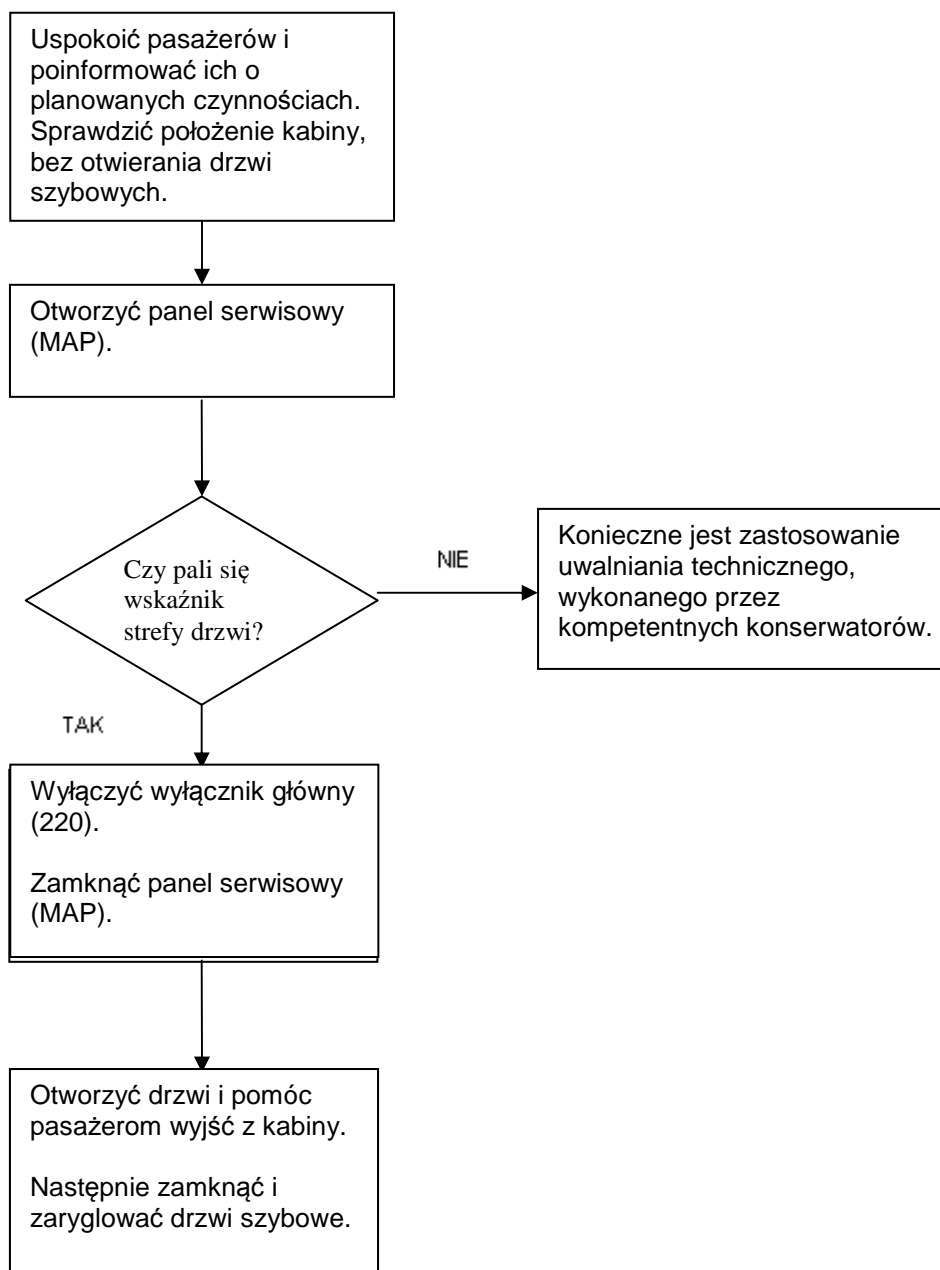 Uspokoić pasażerów i
poinformować ich o
planowanych czynnościach.
Sprawdzić położenie kabiny,
bez otwierania drzwi
szybowych.
Otworzyć panel serwisowy
(MAP).
Czy pali się
wskaźnik
strefy drzwi?
NIE
Konieczne jest zastosowanie
uwalniania technicznego,
wykonanego przez
kompetentnych konserwatorów.
TAK
Wyłączyć wyłącznik główny
(220).
Zamknąć panel serwisowy
(MAP).
Otworzyć drzwi i pomóc
pasażerom wyjść z kabiny.
Następnie zamknąć i
zaryglować drzwi szybowe.